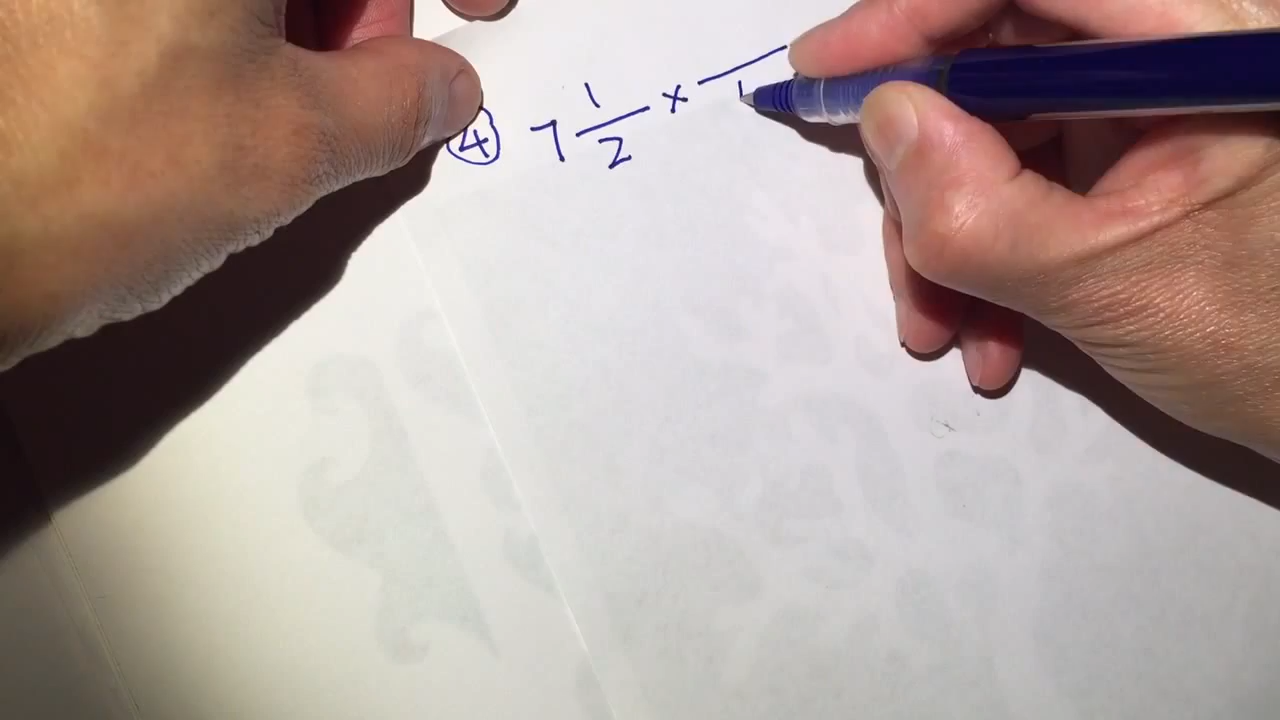 ④ 7 1/2 ×